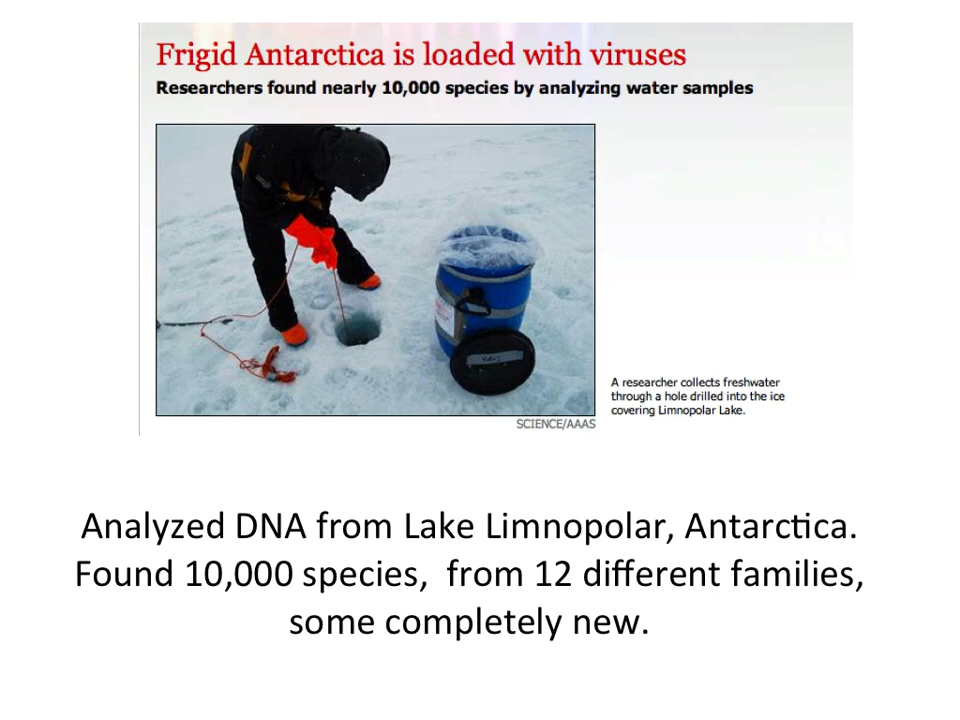 Frigid Antarctica is loaded with viruses
Researchers found nearly 10,000 species by analyzing water samples
A researcher collects freshwater
through a hole drilled into the ice
covering Limnopolar Lake.
SCIENCE/AAAS
Analyzed DNA from Lake Limnopolar, Antarctica.
Found 10,000 species,  from 12 different families,
some completely new.